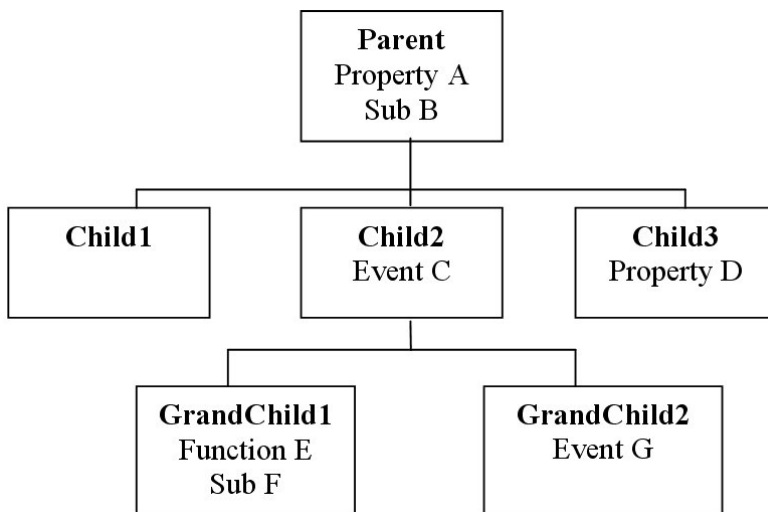 Parent
Property A
Sub B
Child1
Child2
Event C
Child3
Property D
GrandChild1
Function E
Sub F
GrandChild2
Event G